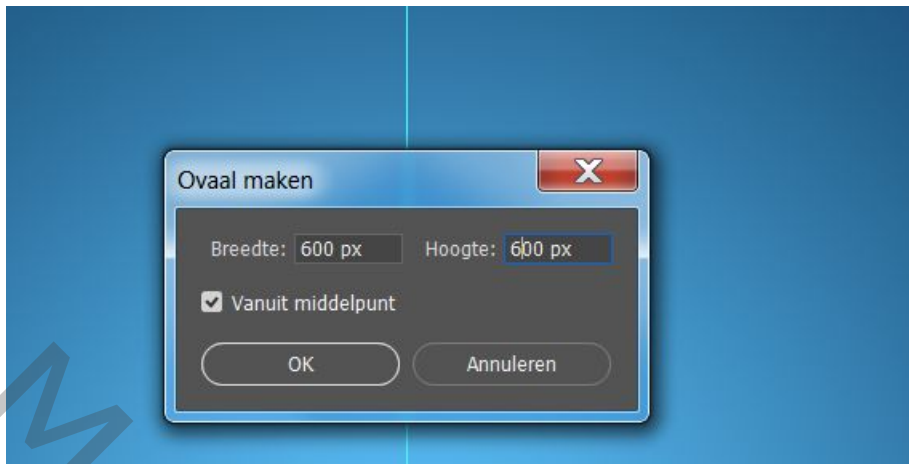 Ovaal maken
Breedte: 600 px Hoogte: 600 px
Vanuit middelpunt
OK Annuleren
M